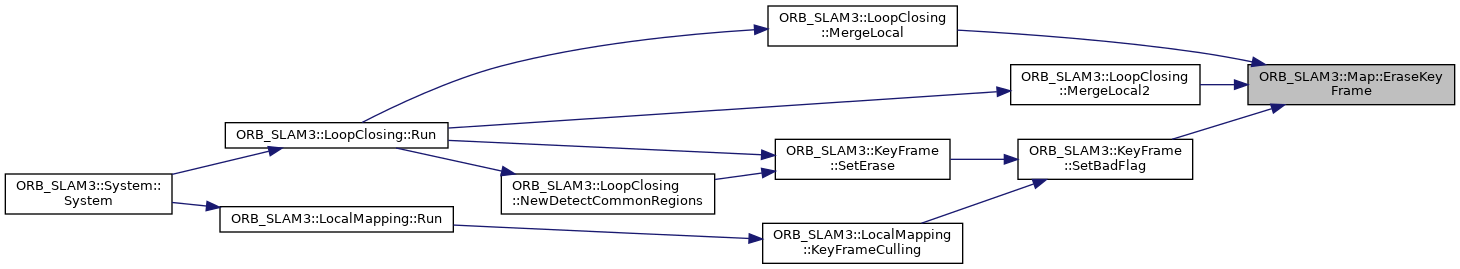 ORB_SLAM3::LoopClosing
::MergeLocal
ORB_SLAM3::Map::EraseKey
Frame
ORB_SLAM3::LoopClosing
::MergeLocal2
ORB_SLAM3::LoopClosing::Run
ORB_SLAM3::KeyFrame
::SetErase
ORB_SLAM3::KeyFrame
::SetBadFlag
ORB_SLAM3::System::
System
ORB_SLAM3::LoopClosing
::NewDetectCommonRegions
ORB_SLAM3::LocalMapping::Run
ORB_SLAM3::LocalMapping
::KeyFrameCulling